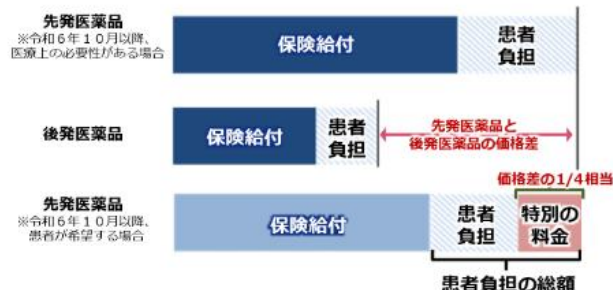 先発医薬品
※令和6年10月以降、
医療上の必要性がある場合
保険給付
患者
負担
後発医薬品
保険給付
患者
負担
先発医薬品と
後発医薬品の価格差
価格差の1/4相当
先発医薬品
※令和6年10月以降、
患者が希望する場合
保険給付
患者
負担
特別の
料金
患者負担の総額